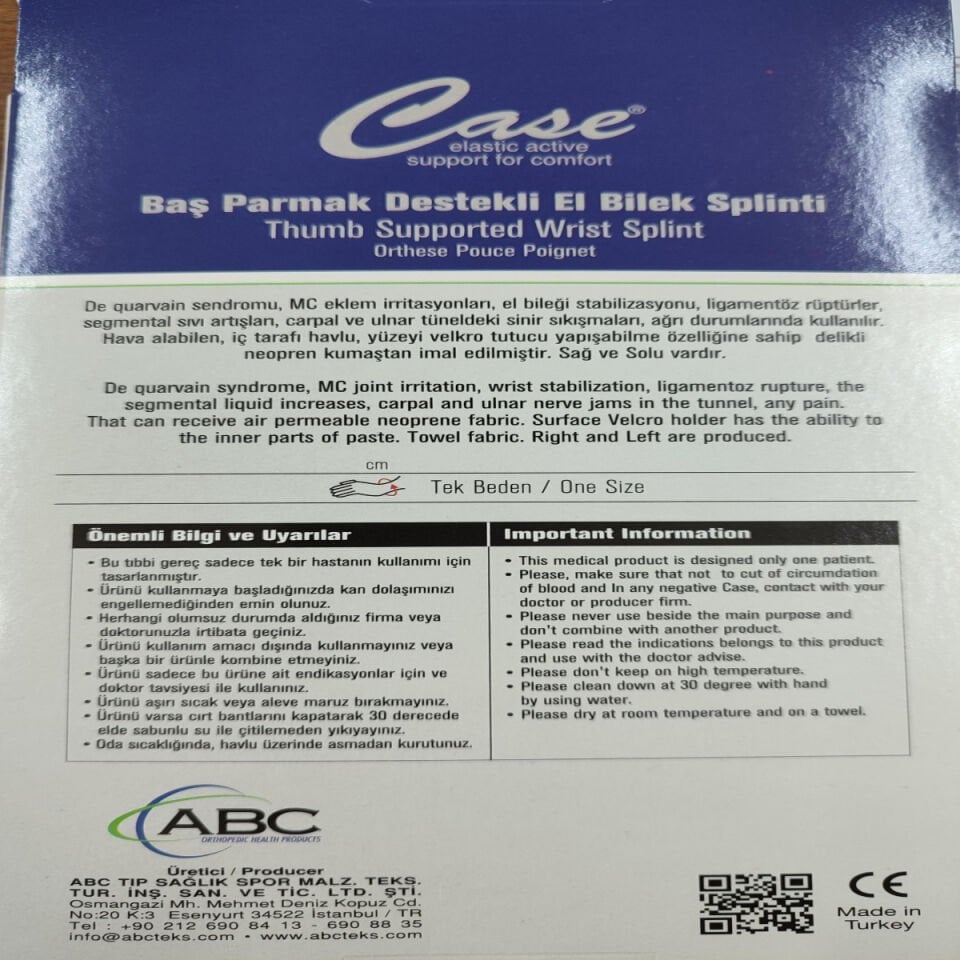 Case®
elastic active
support for comfort
Baş Parmak Destekli El Bilek Splinti
Thumb Supported Wrist Splint
Orthese Pouce Poignet
De quarvain sendromu, MC eklem irritasyonları, el bileği stabilizasyonu, ligamentöz rüptürler,
segmental sıvı artışları, carpal ve ulnar tüneldeki sinir sıkışmaları, ağrı durumlarında kullanılır.
Hava alabilen, iç tarafı havlu, yüzeyi velkro tutucu yapışabilme özelliğine sahip delikli
neopren kumaştan imal edilmiştir. Sağ ve Solu vardır.
De quarvain syndrome, MC joint irritation, wrist stabilization, ligamentoz rupture, the
segmental liquid increases, carpal and ulnar nerve jams in the tunnel, any pain.
That can receive air permeable neoprene fabric. Surface Velcro holder has the ability to
the inner parts of paste. Towel fabric. Right and Left are produced.
cm
Tek Beden / One Size
Önemli Bilgi ve Uyarılar
• Bu tıbbi gereç sadece tek bir hastanın kullanımı için
tasarlanmıştır.
• Ürünü kullanmaya başladığınızda kan dolaşımınızı
engellemediğinden emin olunuz.
• Herhangi olumsuz durumda aldığınız firma veya
doktorunuzla irtibata geçiniz.
• Ürünü kullanım amacı dışında kullanmayınız veya
başka bir ürünle kombine etmeyiniz.
• Ürünü sadece bu ürüne ait endikasyonlar için ve
doktor tavsiyesi ile kullanınız.
• Ürünü aşırı sıcak veya aleve maruz bırakmayınız.
• Ürünü varsa cırt bantlarını kapatarak 30 derecede
elde sabunlu su ile çitilemeden yıkıyayınız.
• Oda sıcaklığında, havlu üzerinde asmadan kurutunuz.
Important Information
• This medical product is designed only one patient.
• Please, make sure that not to cut of circumdation
of blood and In any negative Case, contact with your
doctor or producer firm.
• Please never use beside the main purpose and
don't combine with another product.
• Please read the indications belongs to this product
and use with the doctor advise.
• Please don't keep on high temperature.
• Please clean down at 30 degree with hand
by using water.
• Please dry at room temperature and on a towel.
ABC
ORTHOPEDIC HEALTH PRODUCTS
Üretici / Producer
ABC TIP SAĞLIK SPOR MALZ. TEKS.
TUR. İNŞ. SAN. VE TİC. LTD. ŞTİ.
Osmangazi Mh. Mehmet Deniz Kopuz Cd.
No:20 K:3 Esenyurt 34522 İstanbul / TR
Tel : +90 212 690 84 13 - 690 88 35
info@abcteks.com • www.abcteks.com
CE
Made in
Turkey